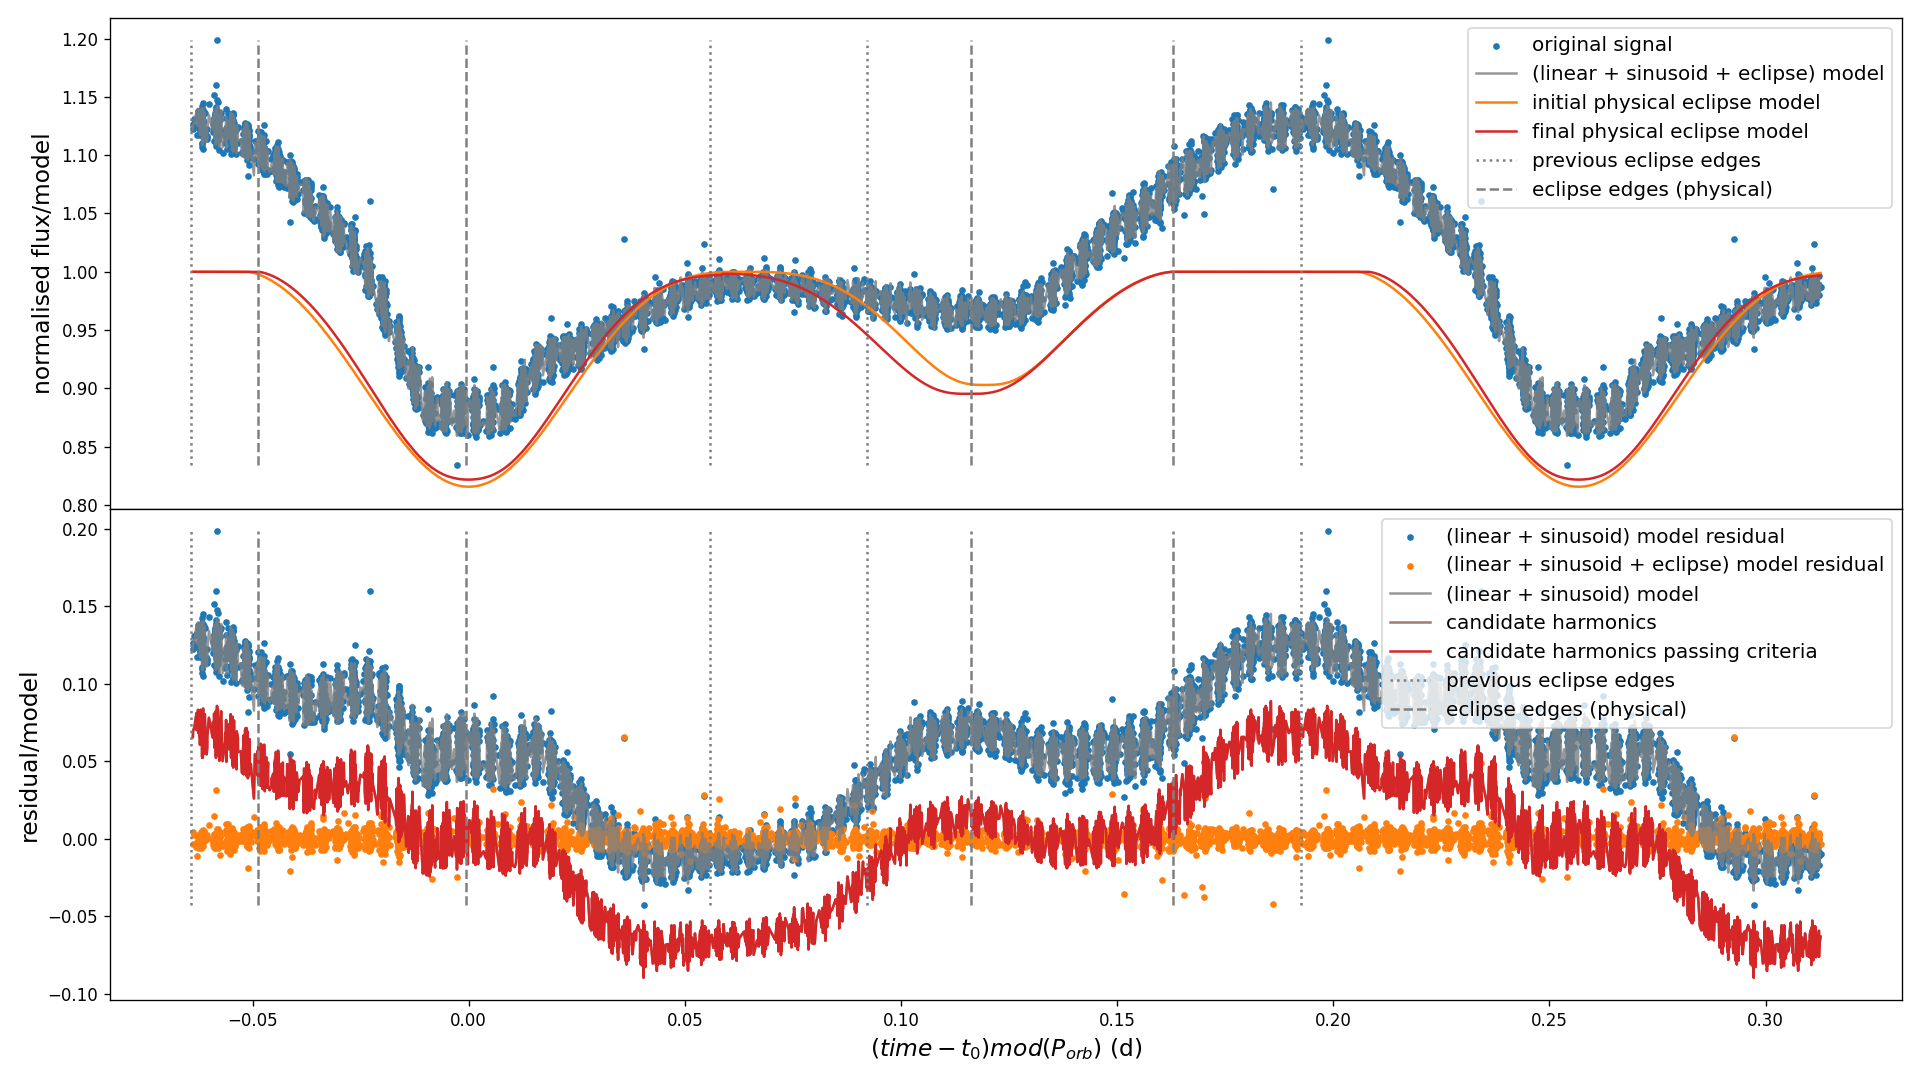 1.20
1.15
1.10
1.05
1.00
0.95
0.90
0.85
0.80
normalised flux/model
original signal
(linear + sinusoid + eclipse) model
initial physical eclipse model
final physical eclipse model
previous eclipse edges
eclipse edges (physical)
0.20
0.15
0.10
0.05
0.00
−0.05
−0.10
residual/model
(linear + sinusoid) model residual
(linear + sinusoid + eclipse) model residual
(linear + sinusoid) model
candidate harmonics
candidate harmonics passing criteria
previous eclipse edges
eclipse edges (physical)
−0.05 0.00 0.05 0.10 0.15 0.20 0.25 0.30
(time − t₀)mod(Pₒᵣb) (d)